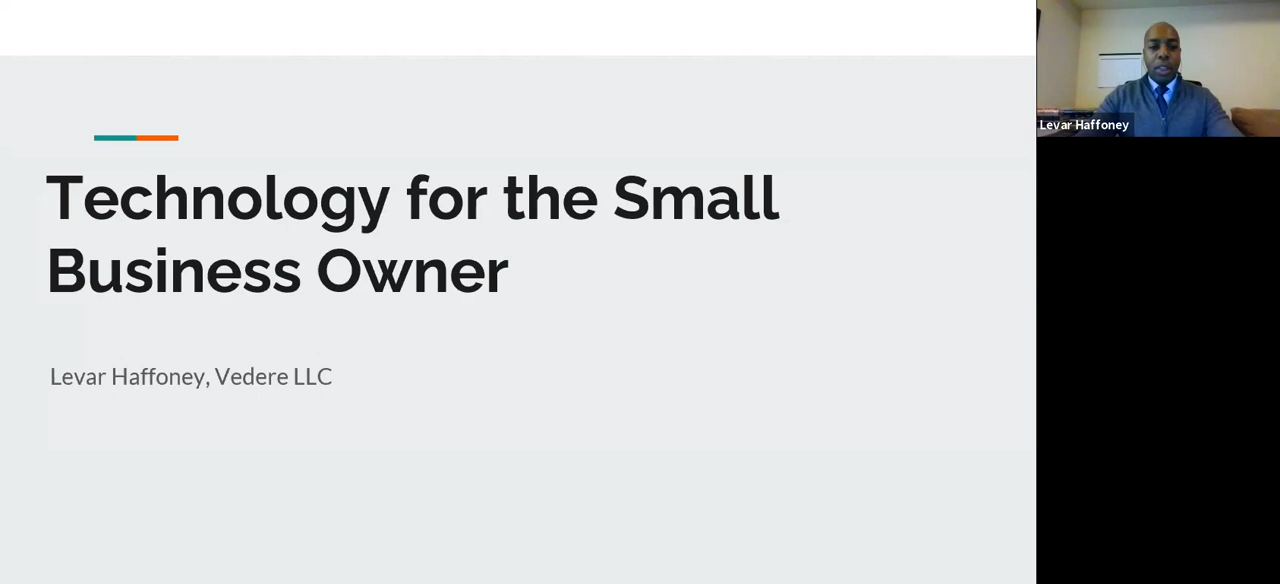 Technology for the Small
Business Owner
Levar Haffoney, Vedere LLC
Levar Haffoney